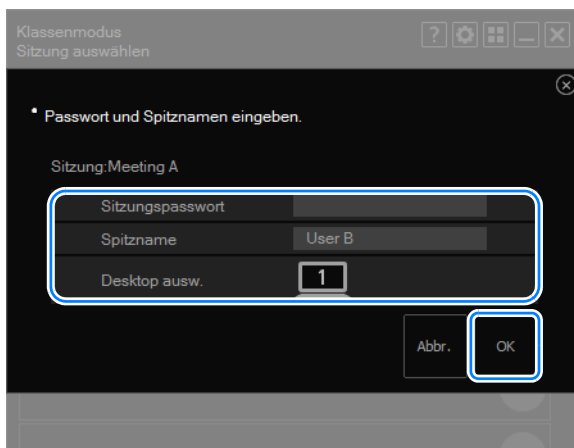 Klassenmodus
Sitzung auswählen
Passwort und Spitznamen eingeben.
Sitzung:Meeting A
Sitzungspasswort
Spitzname User B
Desktop ausw. 1
Abbr. OK